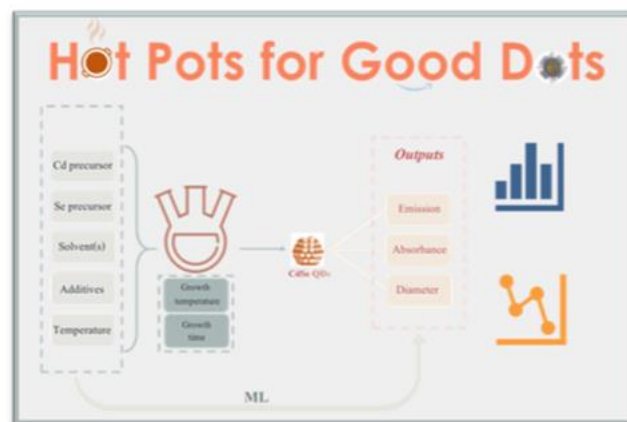 Hot Pots for Good Dots
Outputs
Cd precursor
Se precursor
Solvent(s)
Additives
Temperature
Growth
temperature
Growth
time
CdSe QDs
Emission
Absorbance
Diameter
ML